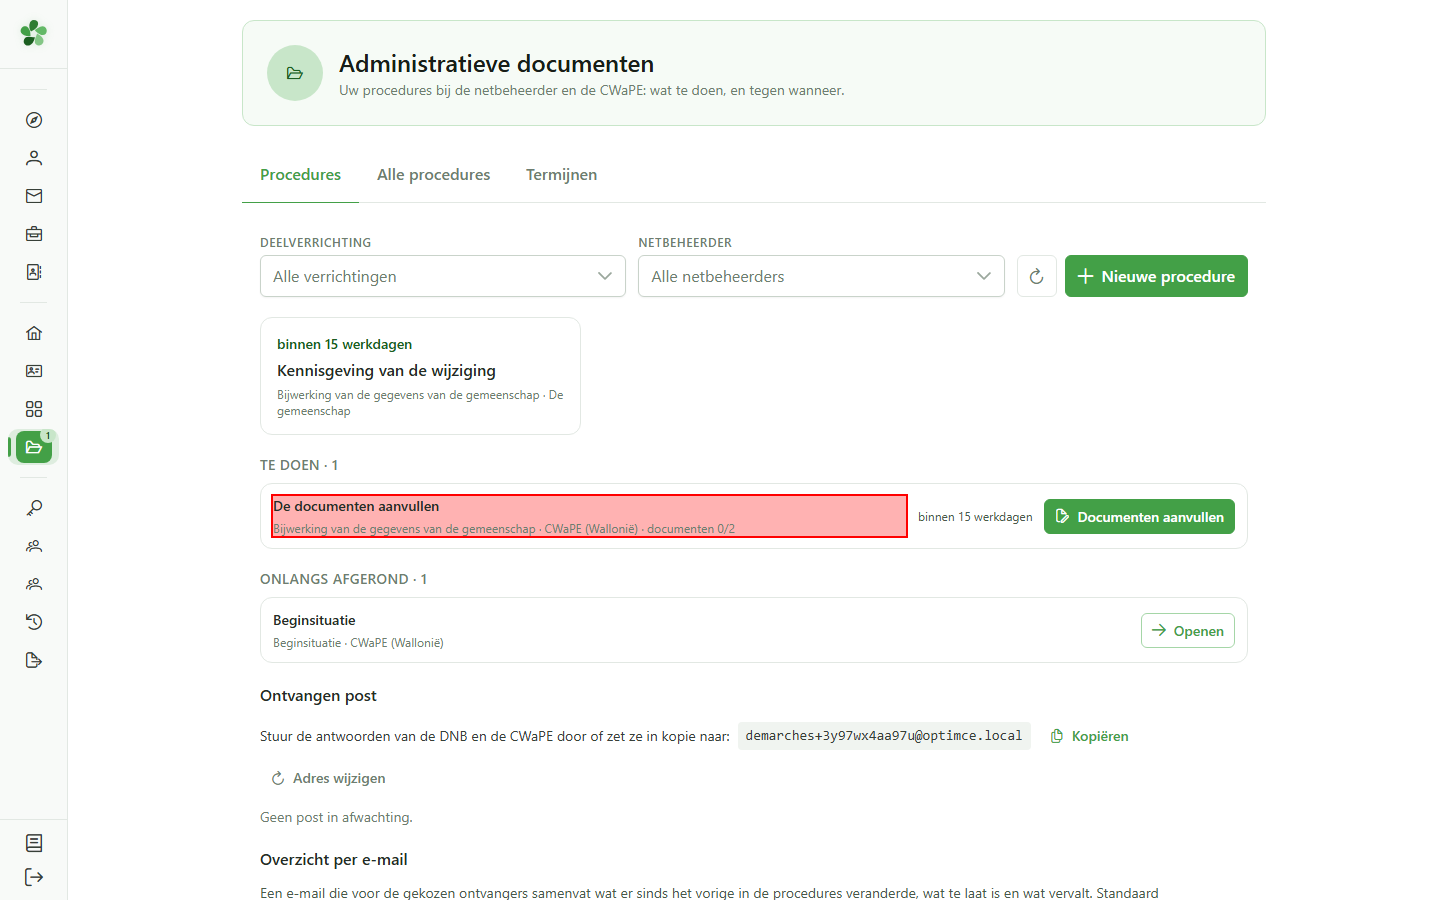 Administratieve documenten
Uw procedures bij de netbeheerder en de CWaPE: wat te doen, en tegen wanneer.
Procedures
Alle procedures
Termijnen
DEELVERRICHTING
NETBEHEERDER
Alle verrichtingen
Alle netbeheerders
Nieuwe procedure
binnen 15 werkdagen
Kennisgeving van de wijziging
Bijwerking van de gegevens van de gemeenschap · De
gemeenschap
1
TE DOEN · 1
De documenten aanvullen
Bijwerking van de gegevens van de gemeenschap · CWaPE (Wallonië) · documenten 0/2
binnen 15 werkdagen
Documenten aanvullen
ONLANGS AFGEROND · 1
Beginsituatie
Beginsituatie · CWaPE (Wallonië)
Openen
Ontvangen post
Stuur de antwoorden van de DNB en de CWaPE door of zet ze in kopie naar: demarches+3y97wx4aa97u@optimce.local Kopiëren
Adres wijzigen
Geen post in afwachting.
Overzicht per e-mail
Een e-mail die voor de gekozen ontvangers samenvat wat er sinds het vorige in de procedures veranderde, wat te laat is en wat vervalt. Standaard